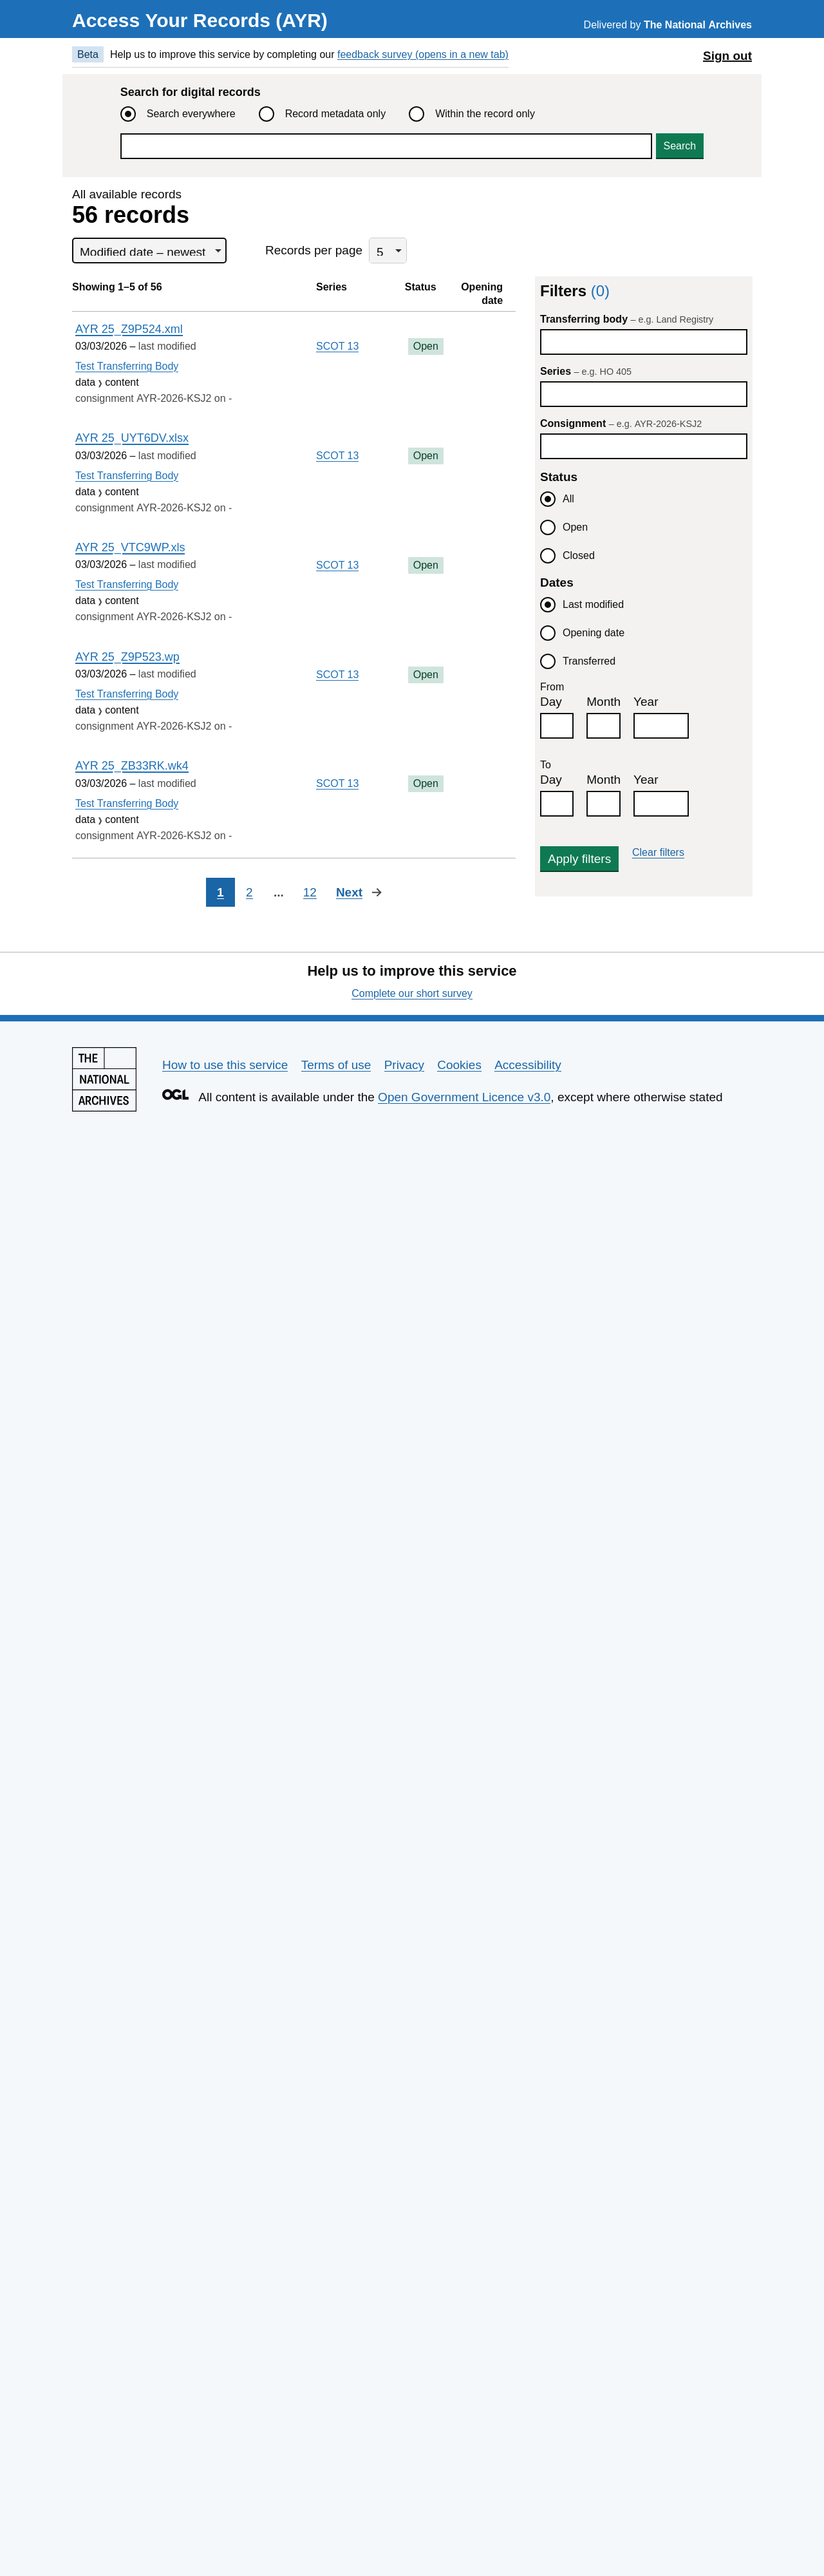 Access Your Records (AYR)
Delivered by The National Archives
Beta Help us to improve this service by completing our feedback survey (opens in a new tab)
Sign out
Search for digital records
Search everywhere Record metadata only Within the record only
Search
All available records
56 records
Modified date – newest Records per page 5
Showing 1–5 of 56 Series Status Opening date
AYR 25_Z9P524.xml
03/03/2026 – last modified SCOT 13 Open
Test Transferring Body
data ❯ content
consignment AYR-2026-KSJ2 on -
AYR 25_UYT6DV.xlsx
03/03/2026 – last modified SCOT 13 Open
Test Transferring Body
data ❯ content
consignment AYR-2026-KSJ2 on -
AYR 25_VTC9WP.xls
03/03/2026 – last modified SCOT 13 Open
Test Transferring Body
data ❯ content
consignment AYR-2026-KSJ2 on -
AYR 25_Z9P523.wp
03/03/2026 – last modified SCOT 13 Open
Test Transferring Body
data ❯ content
consignment AYR-2026-KSJ2 on -
AYR 25_ZB33RK.wk4
03/03/2026 – last modified SCOT 13 Open
Test Transferring Body
data ❯ content
consignment AYR-2026-KSJ2 on -
1 2 ... 12 Next →
Filters (0)
Transferring body – e.g. Land Registry
Series – e.g. HO 405
Consignment – e.g. AYR-2026-KSJ2
Status
All
Open
Closed
Dates
Last modified
Opening date
Transferred
From
Day Month Year
To
Day Month Year
Apply filters Clear filters
Help us to improve this service
Complete our short survey
THE
NATIONAL
ARCHIVES
How to use this service Terms of use Privacy Cookies Accessibility
OGL All content is available under the Open Government Licence v3.0, except where otherwise stated